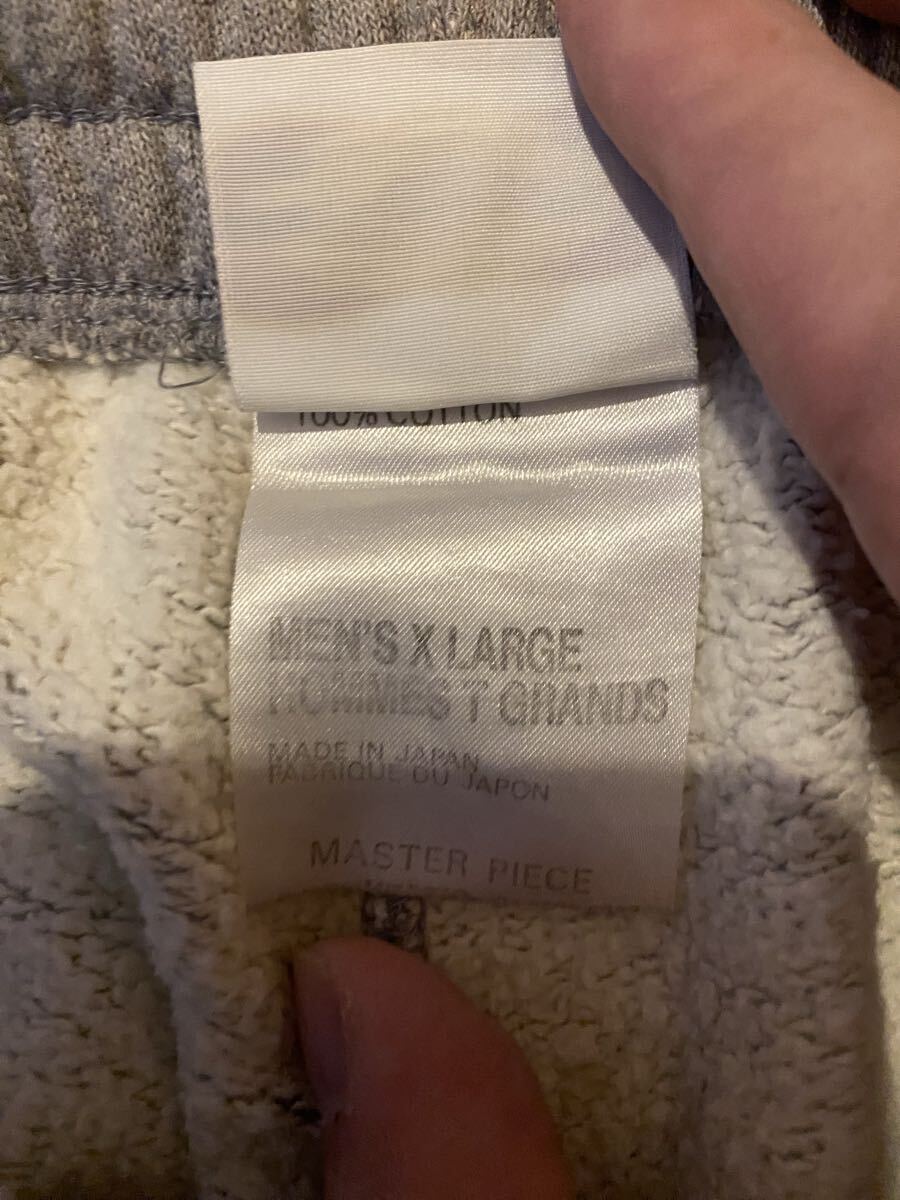 100% COTTON
MEN'S X LARGE
HOMMES T GRANDS
MADE IN JAPAN
FABRIQUE DU JAPON
MASTER PIECE